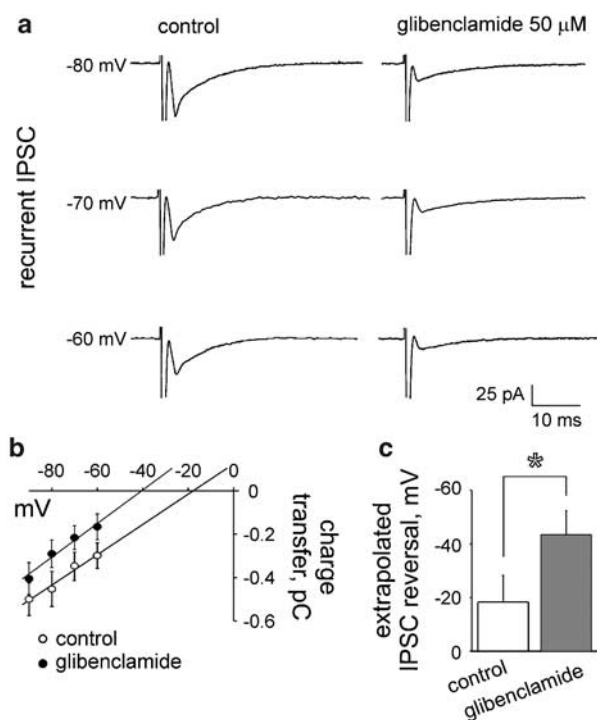 a
control
glibenclamide 50 μM
recurrent IPSC
-80 mV
-70 mV
-60 mV
25 pA
10 ms
b
-80 -60 -40 -20 0
mV
0
-0.2
-0.4
-0.6
charge
transfer, pC
control
glibenclamide
c
*
extrapolated
IPSC reversal, mV
-60
-40
-20
0
control
glibenclamide